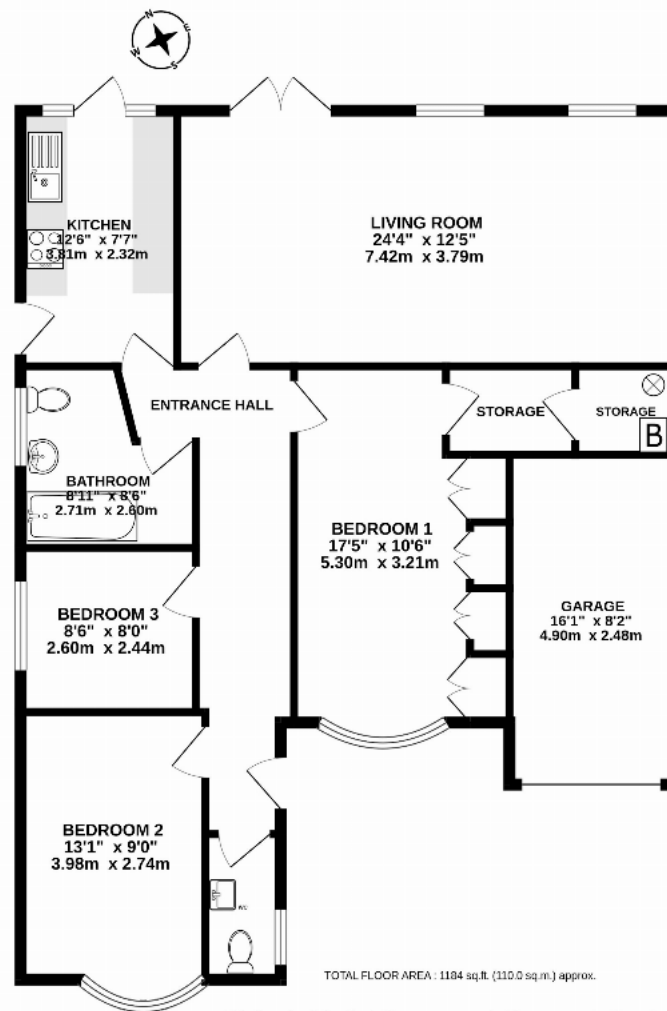 N
E
W
S
KITCHEN
12'6" x 7'7"
3.81m x 2.32m
LIVING ROOM
24'4" x 12'5"
7.42m x 3.79m
ENTRANCE HALL
STORAGE
STORAGE
B
BATHROOM
8'11" x 8'6"
2.71m x 2.60m
BEDROOM 1
17'5" x 10'6"
5.30m x 3.21m
BEDROOM 3
8'6" x 8'0"
2.60m x 2.44m
GARAGE
16'1" x 8'2"
4.90m x 2.48m
BEDROOM 2
13'1" x 9'0"
3.98m x 2.74m
WC
TOTAL FLOOR AREA : 1184 sq.ft. (110.0 sq.m.) approx.